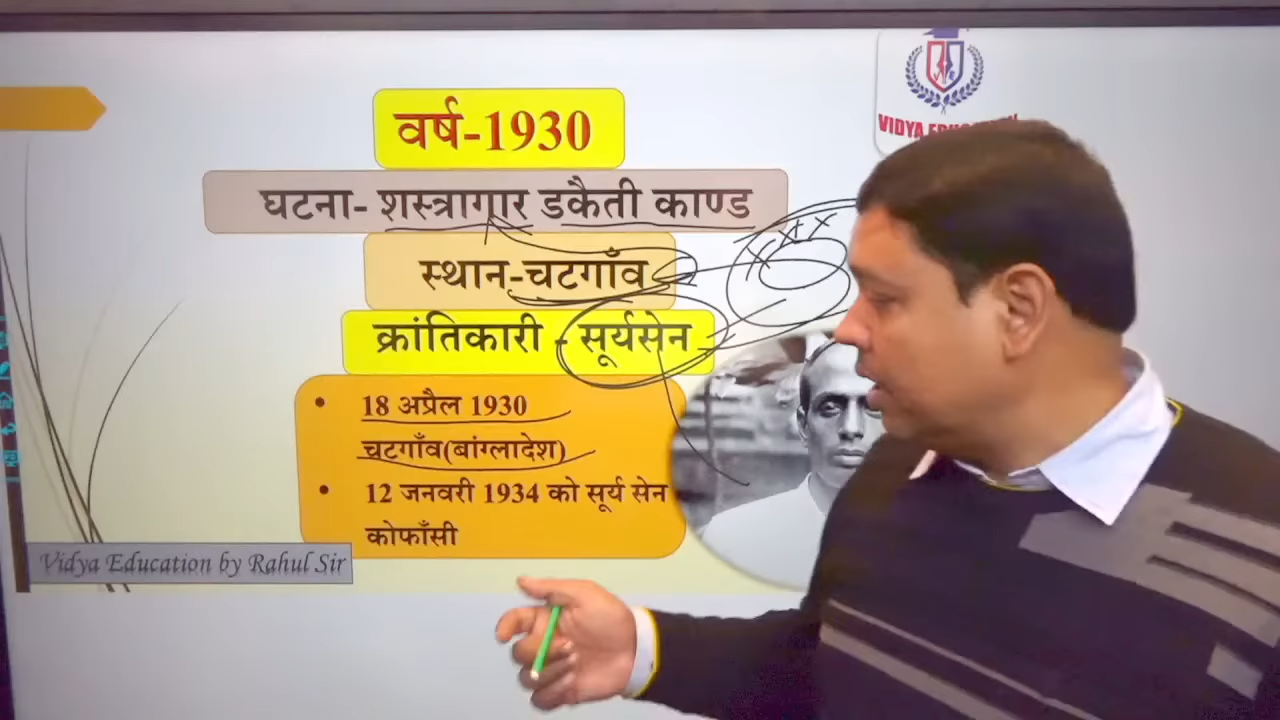 VIDYA
वर्ष-1930
घटना- शस्त्रागार डकैती काण्ड
स्थान-चटगाँव
क्रांतिकारी - सूर्यसेन
18 अप्रैल 1930
चटगाँव(बांग्लादेश)
12 जनवरी 1934 को सूर्य सेन
कोफाँसी
Vidya Education by Rahul Sir